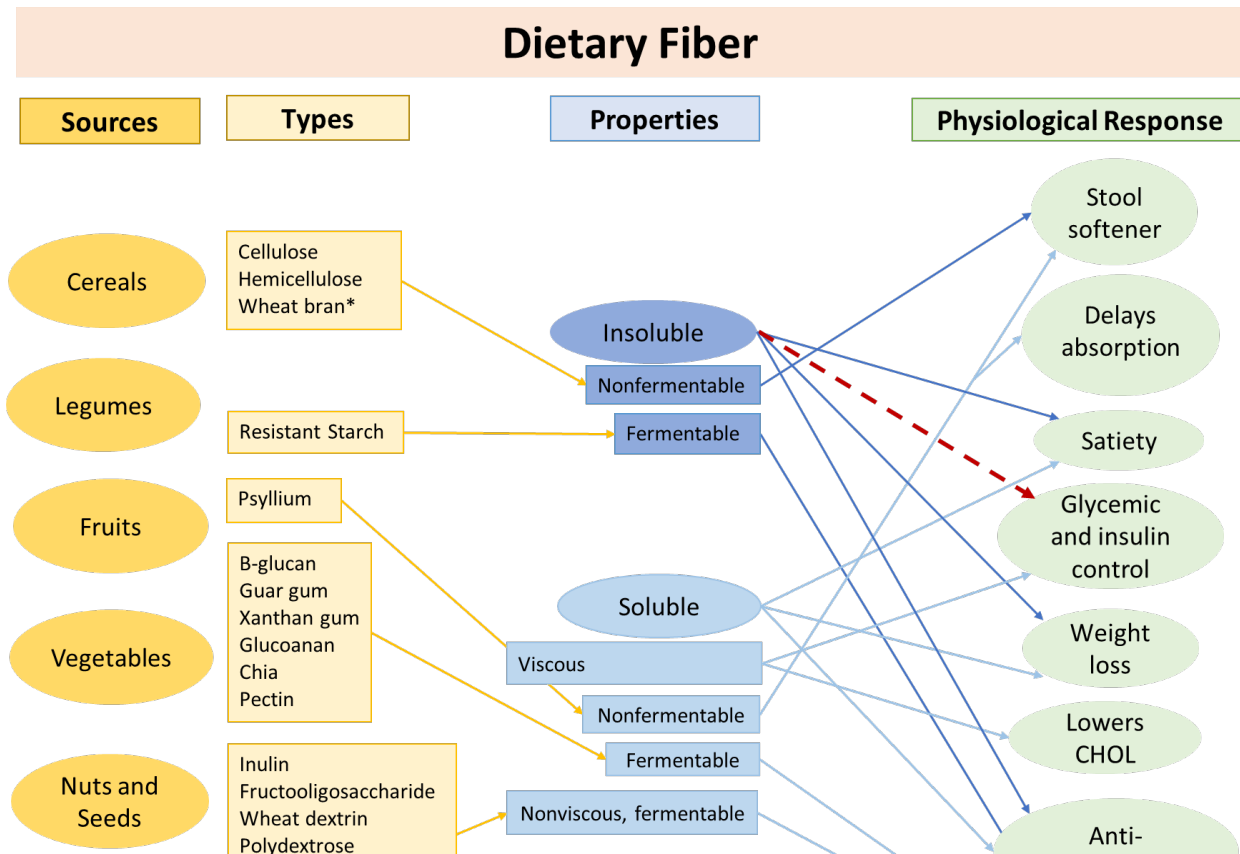 Dietary Fiber
Sources
Types
Properties
Physiological Response
Cereals
Legumes
Fruits
Vegetables
Nuts and
Seeds
Cellulose
Hemicellulose
Wheat bran*
Resistant Starch
Psyllium
B-glucan
Guar gum
Xanthan gum
Glucoanan
Chia
Pectin
Inulin
Fructooligosaccharide
Wheat dextrin
Polydextrose
Insoluble
Nonfermentable
Fermentable
Soluble
Viscous
Nonfermentable
Fermentable
Nonviscous, fermentable
Stool
softener
Delays
absorption
Satiety
Glycemic
and insulin
control
Weight
loss
Lowers
CHOL
Anti-